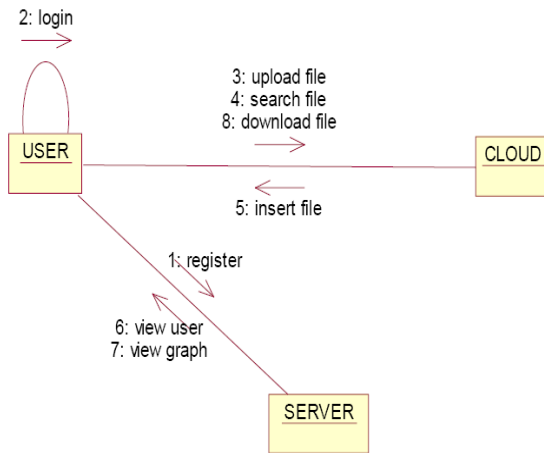 2: login
3: upload file
4: search file
8: download file
USER
CLOUD
5: insert file
1: register
6: view user
7: view graph
SERVER